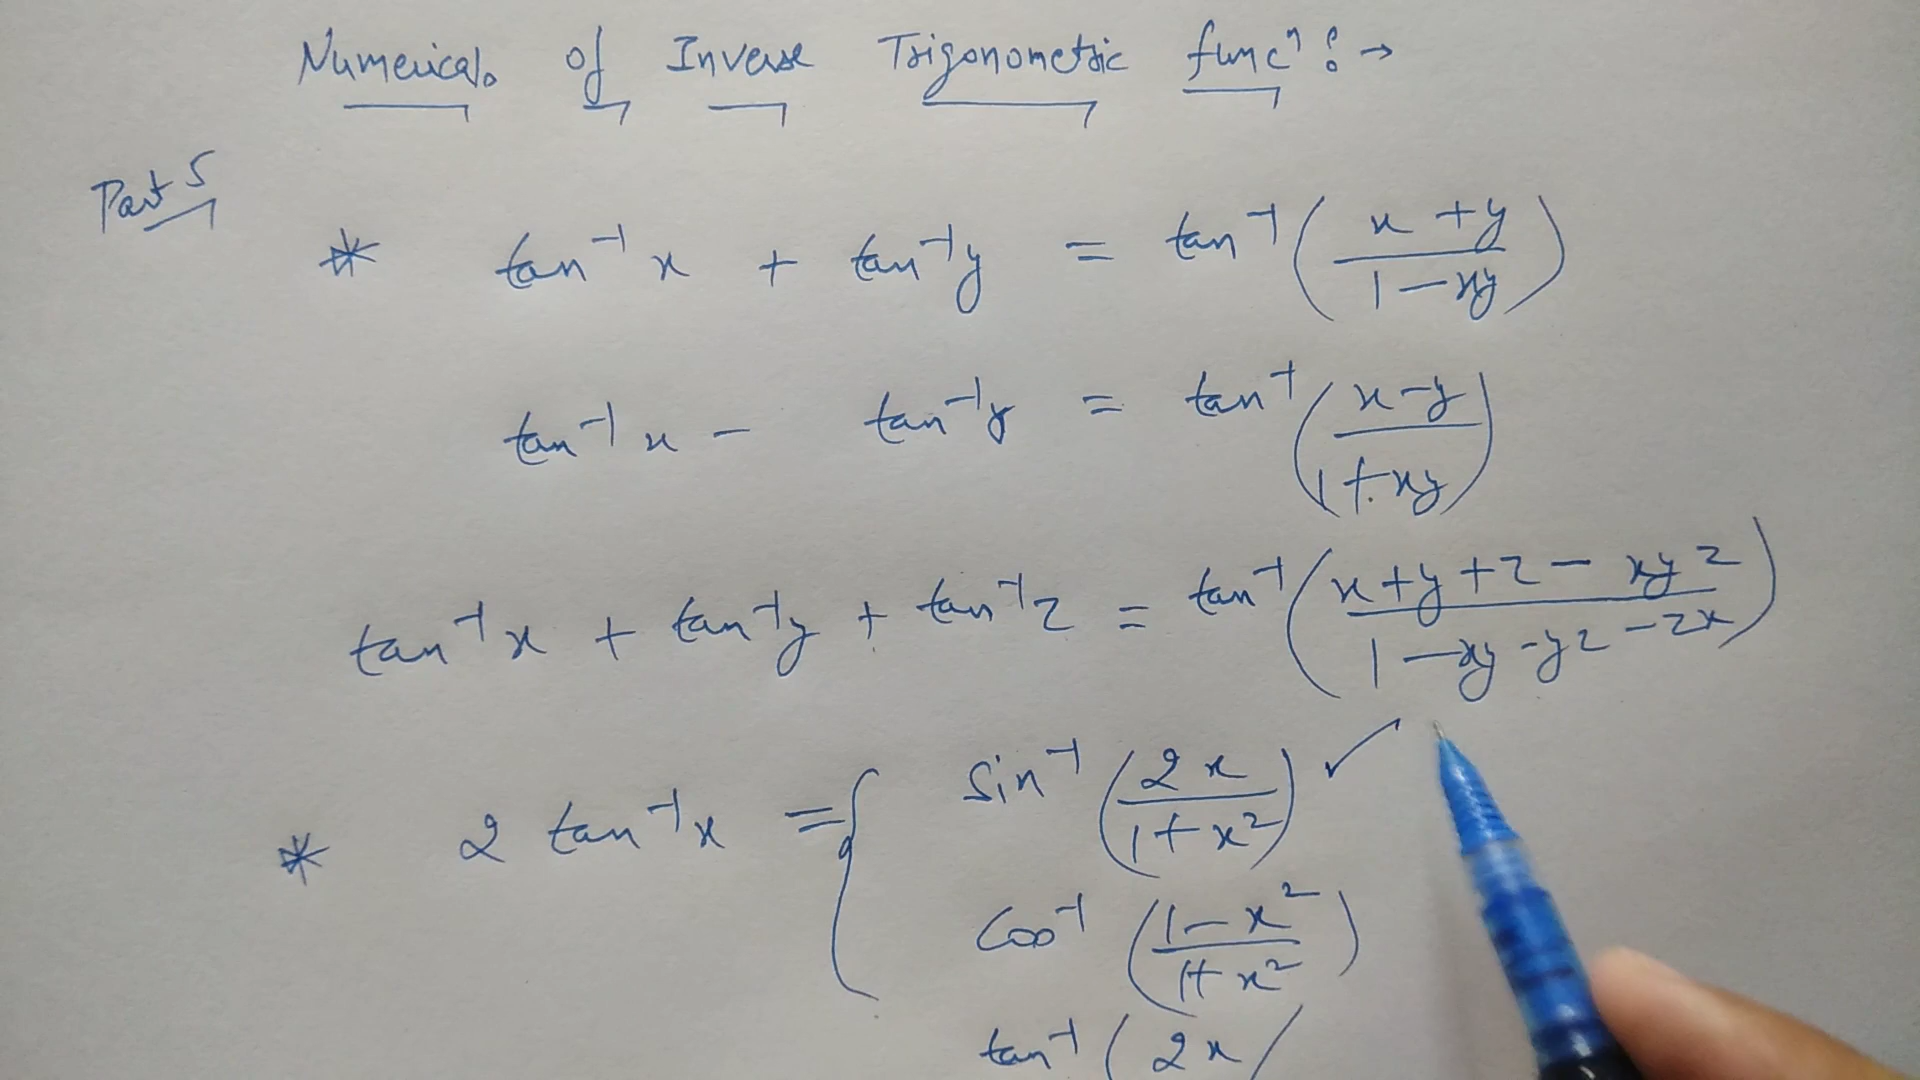 Numericals of Inverse Trigonometric funcⁿ :→
Part 5
* tan⁻¹x + tan⁻¹y = tan⁻¹((x+y)/(1-xy))
tan⁻¹x - tan⁻¹y = tan⁻¹((x-y)/(1+xy))
tan⁻¹x + tan⁻¹y + tan⁻¹z = tan⁻¹((x+y+z-xyz)/(1-xy-yz-zx))
* 2 tan⁻¹x = { sin⁻¹(2x/(1+x²)) ✓
cos⁻¹((1-x²)/(1+x²))
tan⁻¹(2x/